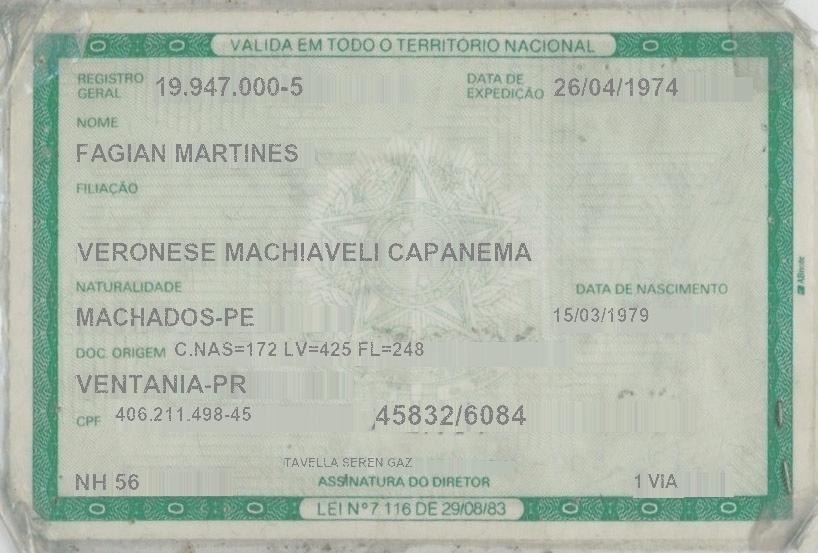 VALIDA EM TODO O TERRITÓRIO NACIONAL
REGISTRO GERAL 19.947.000-5 DATA DE EXPEDIÇÃO 26/04/1974
NOME
FAGIAN MARTINES
FILIAÇÃO
VERONESE MACHIAVELI CAPANEMA
NATURALIDADE DATA DE NASCIMENTO
MACHADOS-PE 15/03/1979
DOC. ORIGEM C.NAS=172 LV=425 FL=248
VENTANIA-PR
CPF 406.211.498-45 45832/6084
TAVELLA SEREN GAZ
NH 56 ASSINATURA DO DIRETOR 1 VIA
LEI Nº 7 116 DE 29/08/83